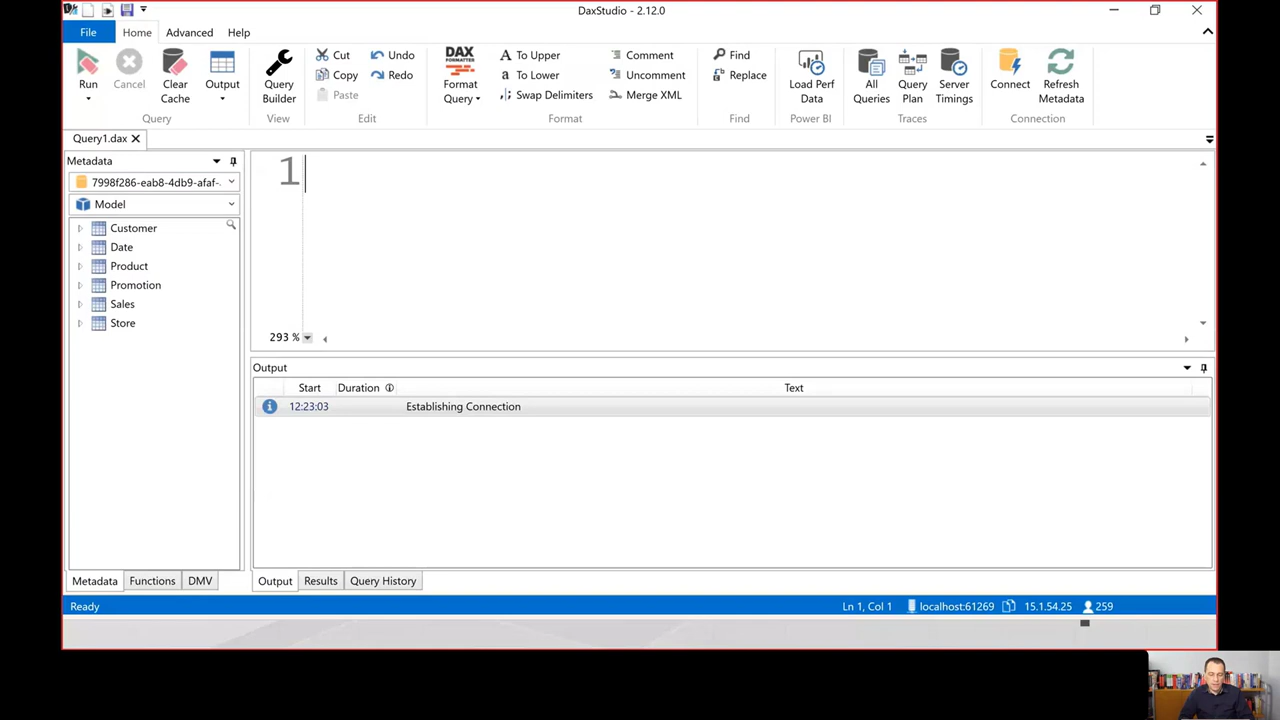 DaxStudio - 2.12.0
File Home Advanced Help
Run
Cancel
Clear Cache
Output
Query
Query Builder
View
Cut
Copy
Paste
Undo
Redo
Edit
DAX
FORMATTER
Format Query
To Upper
To Lower
Swap Delimiters
Comment
Uncomment
Merge XML
Format
Find
Replace
Find
Load Perf Data
Power BI
All Queries
Query Plan
Server Timings
Traces
Connect
Refresh Metadata
Connection
Query1.dax
Metadata
7998f286-eab8-4db9-afaf-
Model
Customer
Date
Product
Promotion
Sales
Store
Metadata Functions DMV
1
293 %
Output
Start Duration Text
12:23:03 Establishing Connection
Output Results Query History
Ready Ln 1, Col 1 localhost:61269 15.1.54.25 259